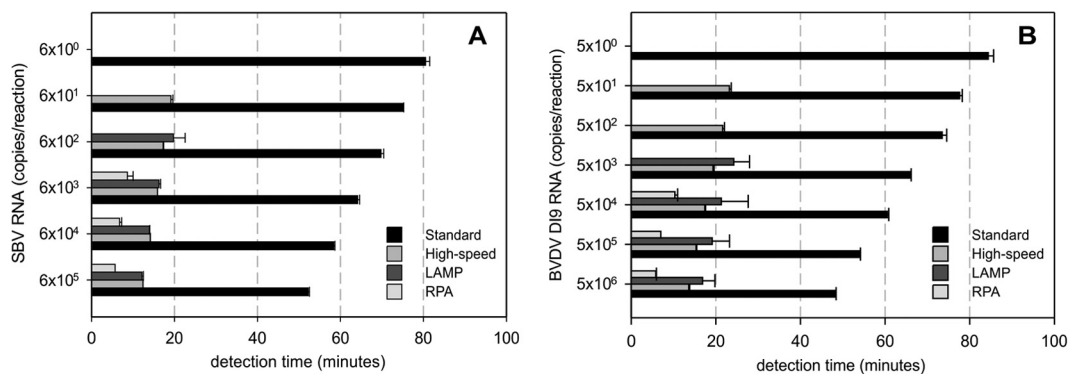 A
SBV RNA (copies/reaction)
6x10⁰
6x10¹
6x10²
6x10³
6x10⁴
6x10⁵
Standard
High-speed
LAMP
RPA
0 20 40 60 80 100
detection time (minutes)
B
BVDV DI9 RNA (copies/reaction)
5x10⁰
5x10¹
5x10²
5x10³
5x10⁴
5x10⁵
5x10⁶
Standard
High-speed
LAMP
RPA
0 20 40 60 80 100
detection time (minutes)